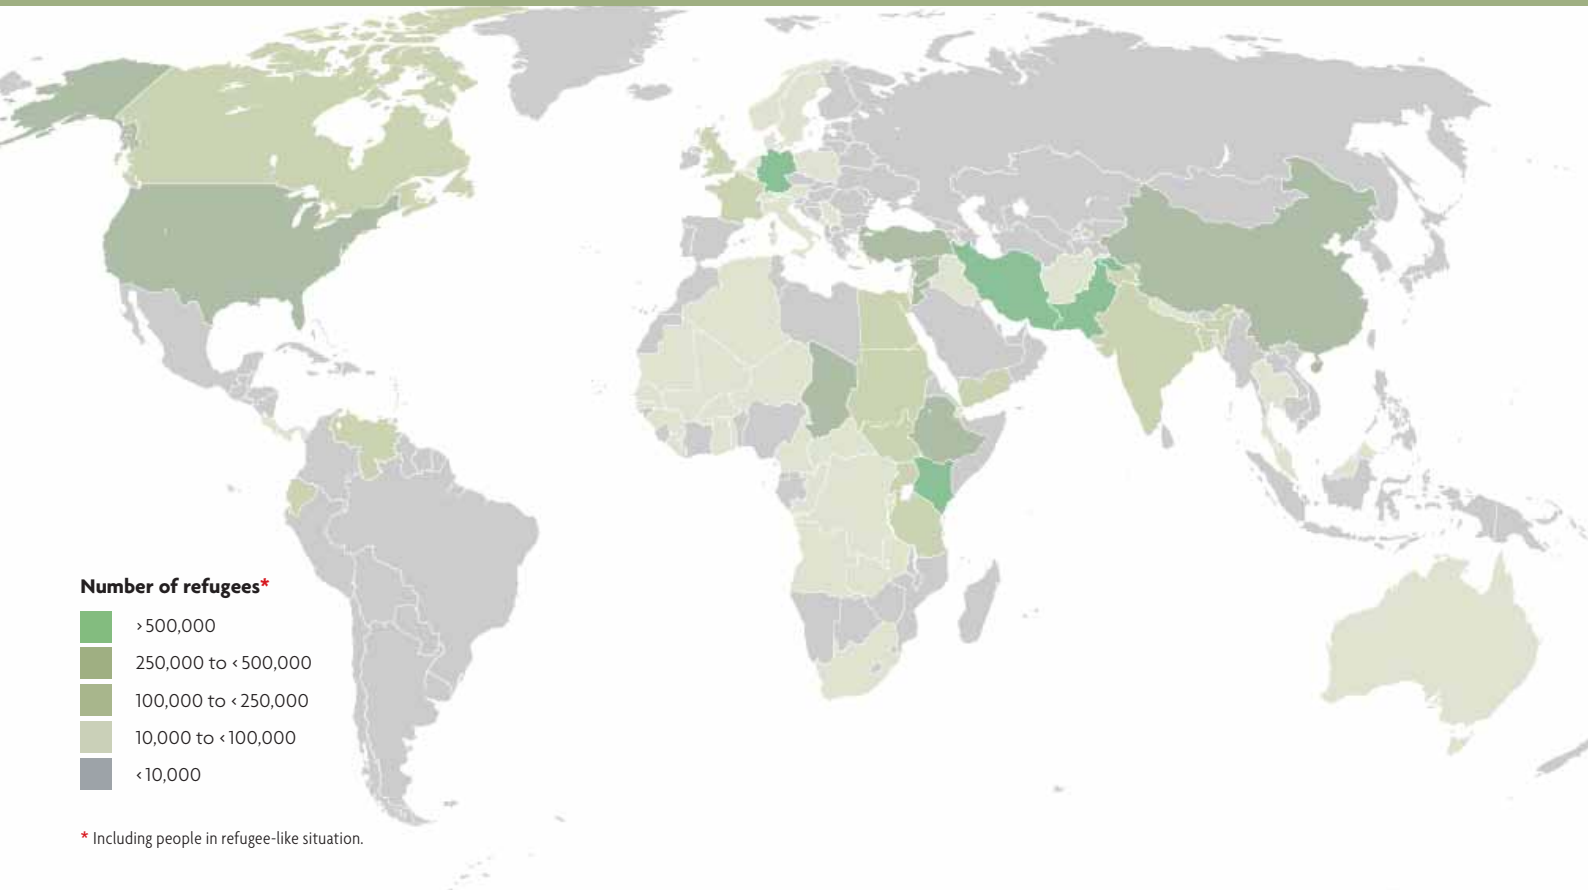 Number of refugees*
>500,000
250,000 to <500,000
100,000 to <250,000
10,000 to <100,000
<10,000
* Including people in refugee-like situation.